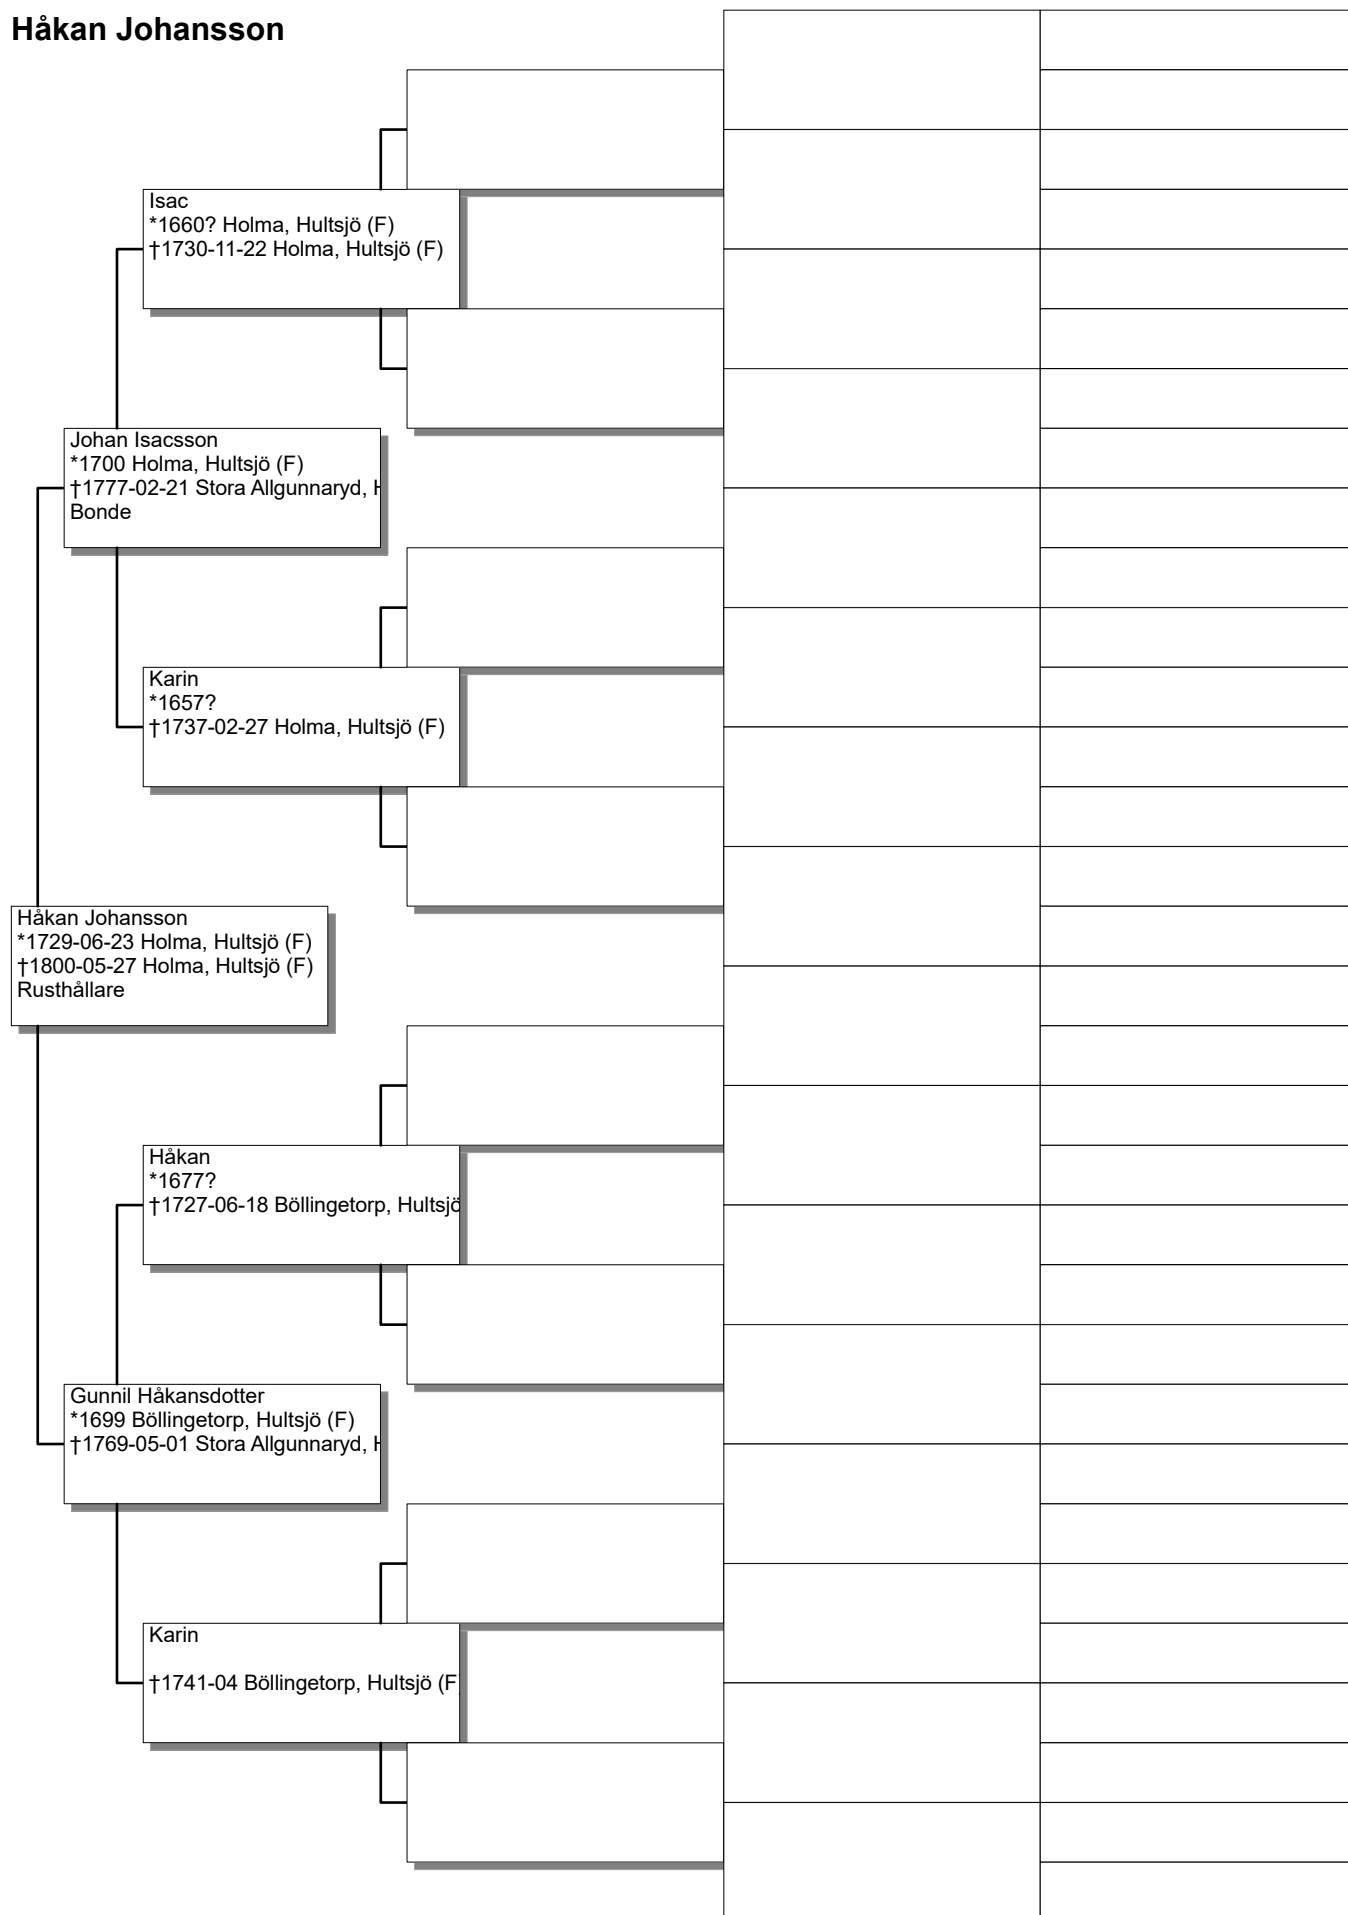 Håkan Johansson
Isac
*1660? Holma, Hultsjö (F)
†1730-11-22 Holma, Hultsjö (F)
Johan Isacsson
*1700 Holma, Hultsjö (F)
†1777-02-21 Stora Allgunnaryd,
Bonde
Karin
*1657?
†1737-02-27 Holma, Hultsjö (F)
Håkan Johansson
*1729-06-23 Holma, Hultsjö (F)
†1800-05-27 Holma, Hultsjö (F)
Rusthållare
Håkan
*1677?
†1727-06-18 Böllingetorp, Hultsjö
Gunnil Håkansdotter
*1699 Böllingetorp, Hultsjö (F)
†1769-05-01 Stora Allgunnaryd,
Karin
†1741-04 Böllingetorp, Hultsjö (F